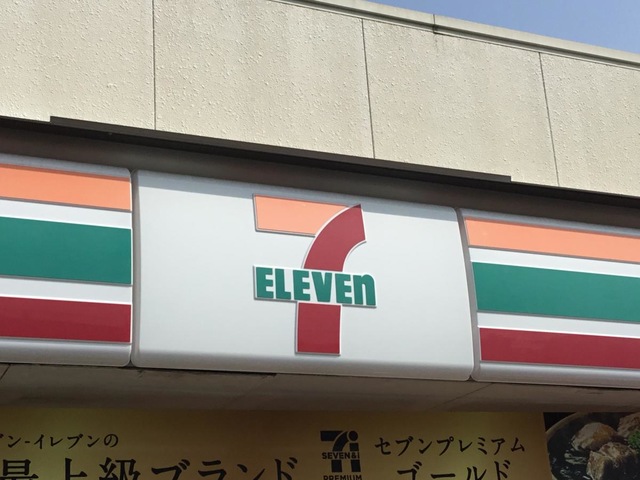 7
ELEVEn
ン-イレブンの
最上級ブランド
7i
SEVEN&i
PREMIUM
セブンプレミアム
ゴールド